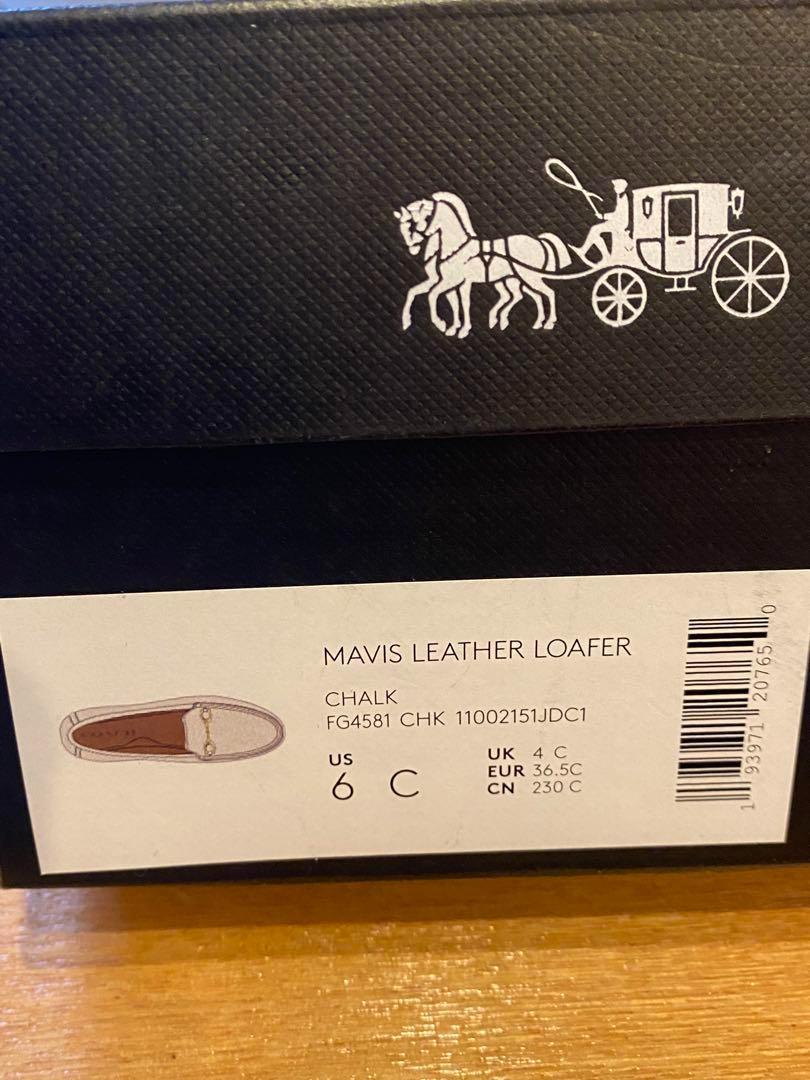 MAVIS LEATHER LOAFER
CHALK
FG4581 CHK 11002151JDC1
US
6 C
UK 4 C
EUR 36.5C
CN 230 C
1 93971 20765 0
COACH